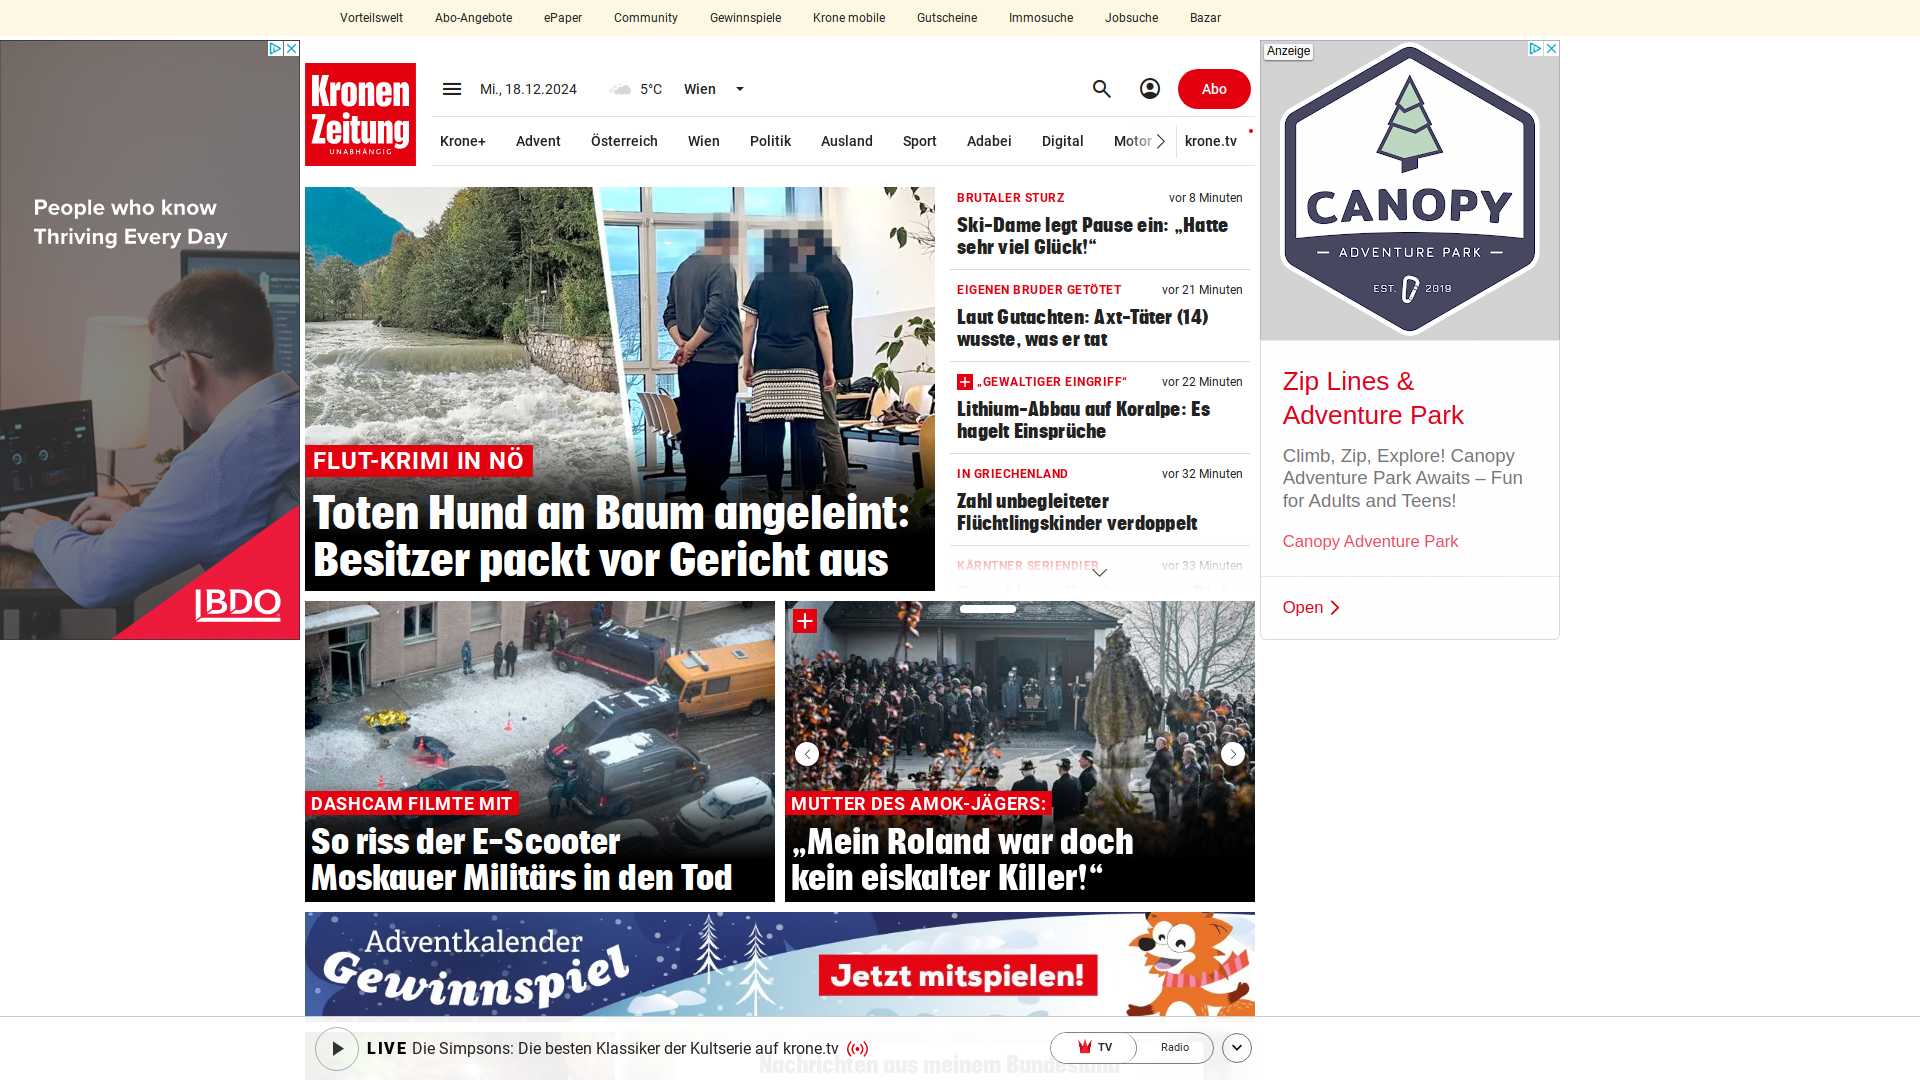 Vorteilswelt Abo-Angebote ePaper Community Gewinnspiele Krone mobile Gutscheine Immosuche Jobsuche Bazar
Kronen
Zeitung
UNABHÄNGIG
Mi., 18.12.2024 5°C Wien
Abo
Krone+ Advent Österreich Wien Politik Ausland Sport Adabei Digital Motor krone.tv
People who know
Thriving Every Day
BDO
FLUT-KRIMI IN NÖ
Toten Hund an Baum angeleint:
Besitzer packt vor Gericht aus
BRUTALER STURZ vor 8 Minuten
Ski-Dame legt Pause ein: „Hatte
sehr viel Glück!“
EIGENEN BRUDER GETÖTET vor 21 Minuten
Laut Gutachten: Axt-Täter (14)
wusste, was er tat
„GEWALTIGER EINGRIFF“ vor 22 Minuten
Lithium-Abbau auf Koralpe: Es
hagelt Einsprüche
IN GRIECHENLAND vor 32 Minuten
Zahl unbegleiteter
Flüchtlingskinder verdoppelt
KÄRNTNER SERIENDIEB vor 33 Minuten
Anzeige
CANOPY
ADVENTURE PARK
EST. 2019
Zip Lines &
Adventure Park
Climb, Zip, Explore! Canopy
Adventure Park Awaits – Fun
for Adults and Teens!
Canopy Adventure Park
Open
DASHCAM FILMTE MIT
So riss der E-Scooter
Moskauer Militärs in den Tod
MUTTER DES AMOK-JÄGERS:
„Mein Roland war doch
kein eiskalter Killer!“
Adventkalender
Gewinnspiel
Jetzt mitspielen!
LIVE Die Simpsons: Die besten Klassiker der Kultserie auf krone.tv
TV Radio
Nachrichten aus meinem Bundesland